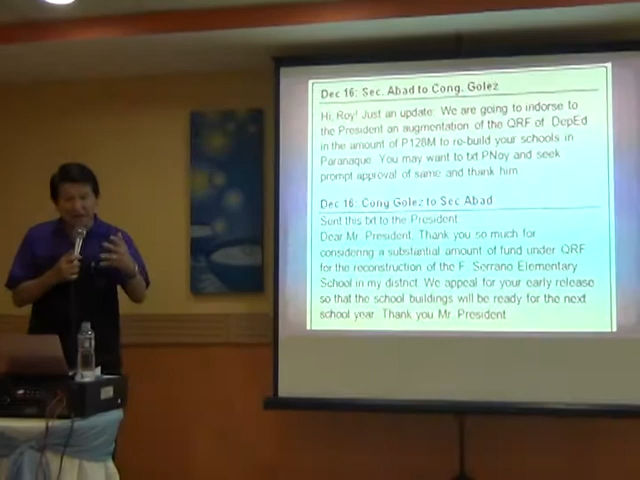 Dec 16: Sec. Abad to Cong. Golez
Hi, Roy! Just an update: We are going to indorse to
the President an augmentation of the QRF of DepEd
in the amount of P128M to re-build your schools in
Paranaque. You may want to txt PNoy and seek
prompt approval of same and thank him.
Dec 16: Cong Golez to Sec Abad
Sent this txt to the President:
Dear Mr. President, Thank you so much for
considering a substantial amount of fund under QRF
for the reconstruction of the F. Serrano Elementary
School in my district. We appeal for your early release
so that the school buildings will be ready for the next
school year. Thank you Mr. President